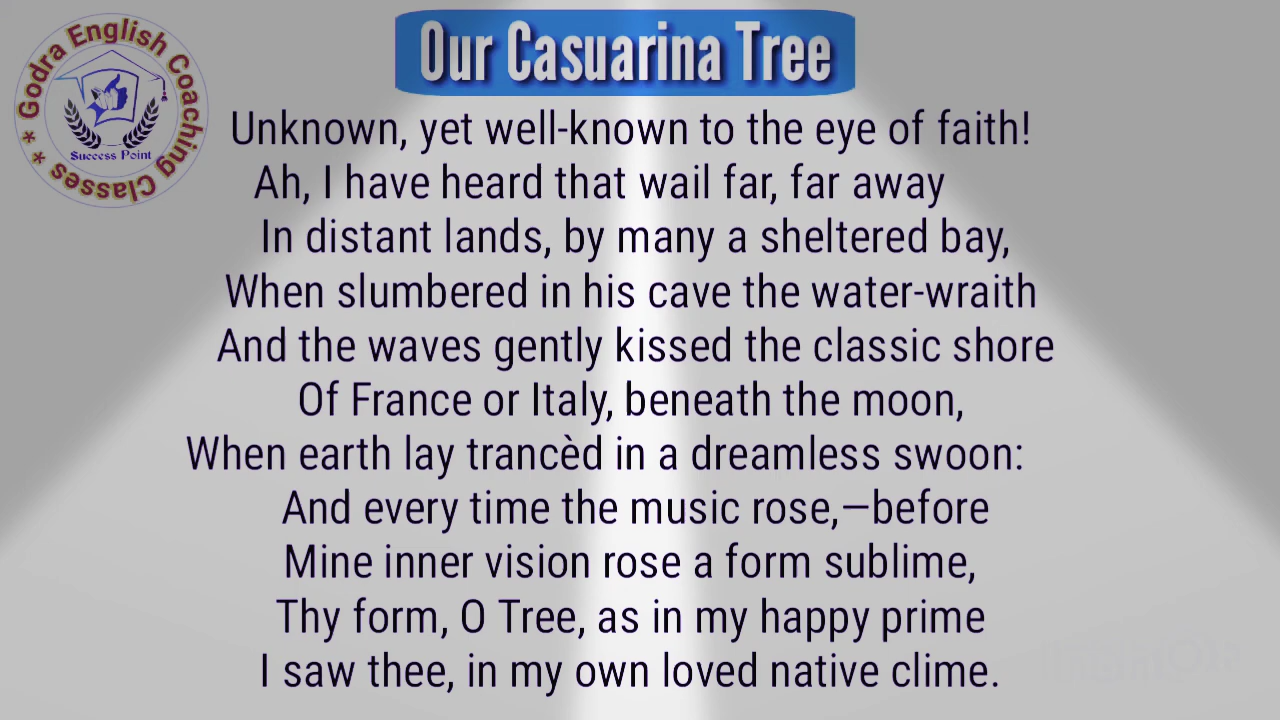 Our Casuarina Tree
Godra English Coaching Classes
Success Point
Unknown, yet well-known to the eye of faith!
Ah, I have heard that wail far, far away
In distant lands, by many a sheltered bay,
When slumbered in his cave the water-wraith
And the waves gently kissed the classic shore
Of France or Italy, beneath the moon,
When earth lay trancèd in a dreamless swoon:
And every time the music rose,—before
Mine inner vision rose a form sublime,
Thy form, O Tree, as in my happy prime
I saw thee, in my own loved native clime.